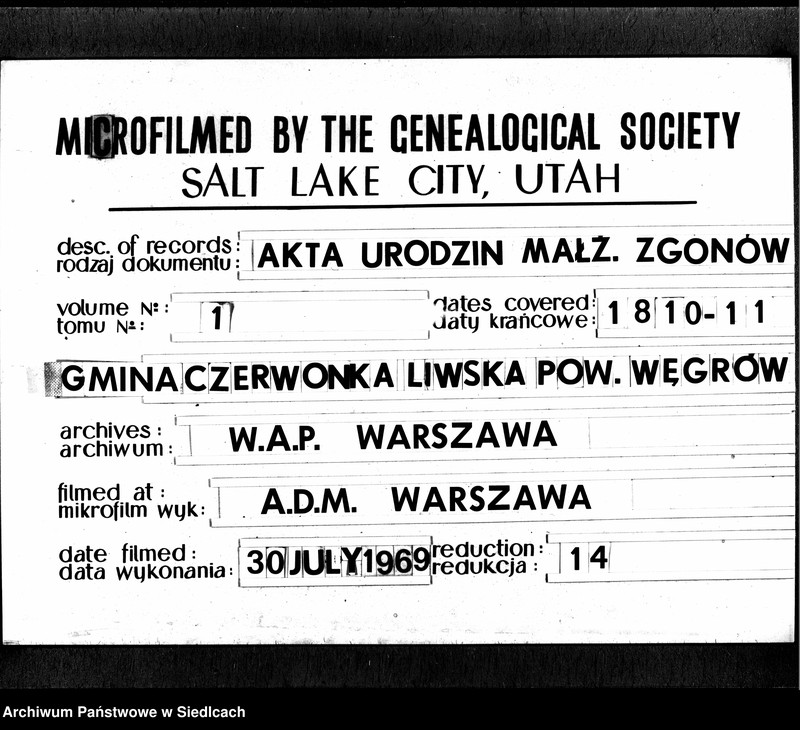 MICROFILMED BY THE GENEALOGICAL SOCIETY
SALT LAKE CITY, UTAH
desc. of records: AKTA URODZIN MAŁŻ. ZGONÓW
rodzaj dokumentu:
volume No: 1 dates covered: 1810-11
tomu No: daty krańcowe:
GMINA CZERWONKA LIWSKA POW. WĘGRÓW
archives: W.A.P. WARSZAWA
archiwum:
filmed at: A.D.M. WARSZAWA
mikrofilm wyk:
date filmed: 30 JULY 1969 reduction: 14
data wykonania: redukcja:
Archiwum Państwowe w Siedlcach